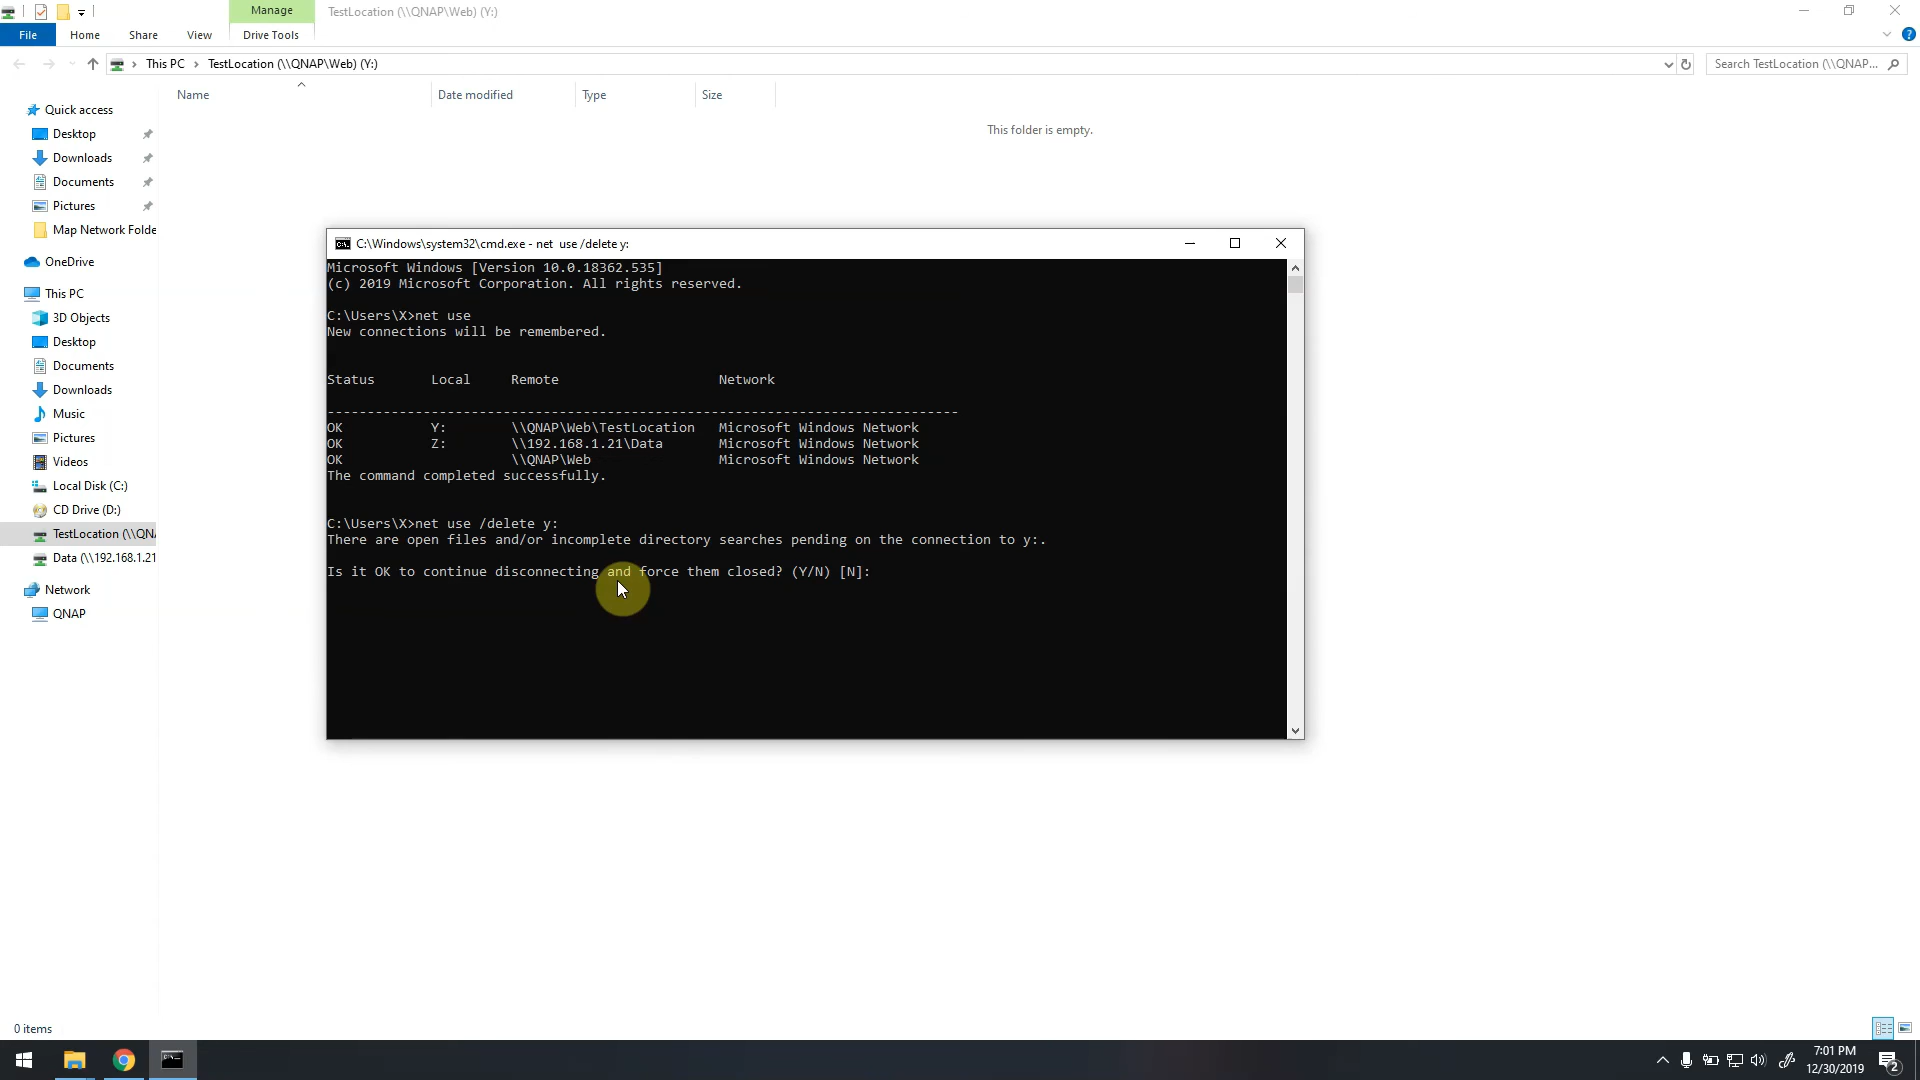 Manage
TestLocation (\\QNAP\Web) (Y:)
File
Home
Share
View
Drive Tools
This PC
TestLocation (\\QNAP\Web) (Y:)
Search TestLocation (\\QNAP...
Name
Date modified
Type
Size
This folder is empty.
Quick access
Desktop
Downloads
Documents
Pictures
Map Network Folde
OneDrive
This PC
3D Objects
Desktop
Documents
Downloads
Music
Pictures
Videos
Local Disk (C:)
CD Drive (D:)
TestLocation (\\QNA
Data (\\192.168.1.21
Network
QNAP
C:\Windows\system32\cmd.exe - net  use /delete y:
Microsoft Windows [Version 10.0.18362.535]
(c) 2019 Microsoft Corporation. All rights reserved.
C:\Users\X>net use
New connections will be remembered.
Status       Local     Remote                    Network
-------------------------------------------------------------------------------
OK           Y:        \\QNAP\Web\TestLocation   Microsoft Windows Network
OK           Z:        \\192.168.1.21\Data       Microsoft Windows Network
OK                     \\QNAP\Web                Microsoft Windows Network
The command completed successfully.
C:\Users\X>net use /delete y:
There are open files and/or incomplete directory searches pending on the connection to y:.
Is it OK to continue disconnecting and force them closed? (Y/N) [N]:
0 items
7:01 PM
12/30/2019
2